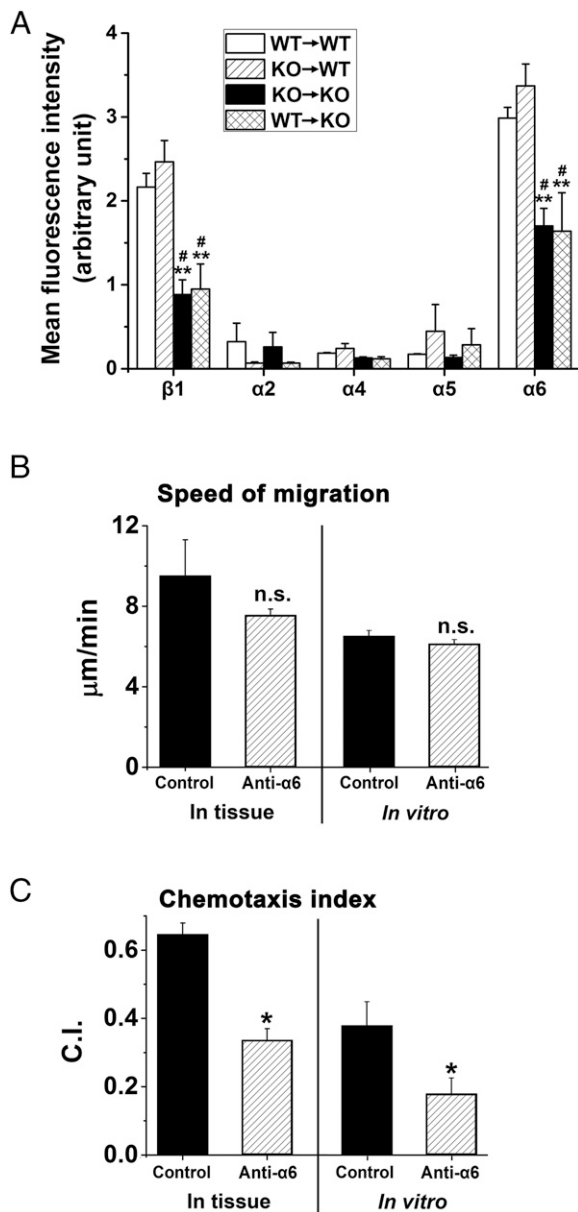 A
Mean fluorescence intensity
(arbitrary unit)
4
3
2
1
0
WT→WT
KO→WT
KO→KO
WT→KO
# #
** **
# #
** **
β1 α2 α4 α5 α6
B
Speed of migration
μm/min
12
9
6
3
0
n.s. n.s.
Control Anti-α6 Control Anti-α6
In tissue In vitro
C
Chemotaxis index
C.I.
0.6
0.4
0.2
0.0
* *
Control Anti-α6 Control Anti-α6
In tissue In vitro